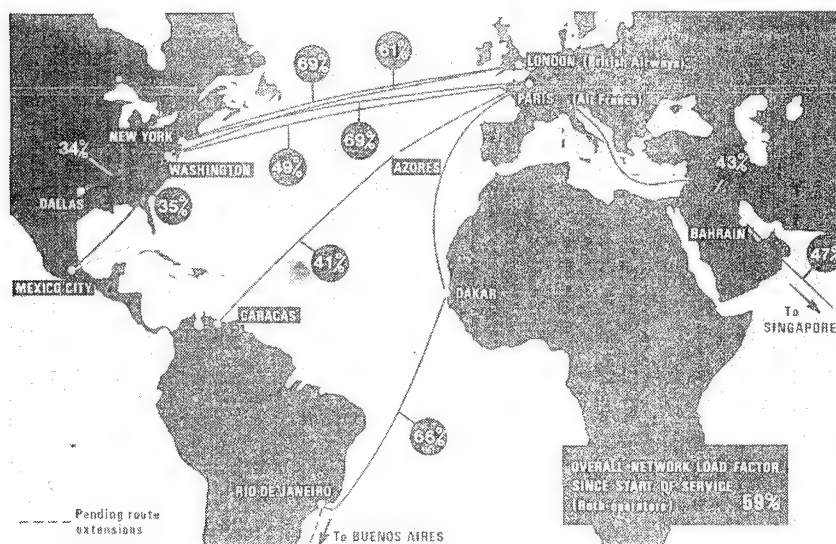 69%
61%
LONDON (British Airways)
PARIS (Air France)
NEW YORK
34%
49%
69%
WASHINGTON
AZORES
43%
DALLAS
35%
BAHRAIN
47%
41%
MEXICO CITY
DAKAR
To
SINGAPORE
CARACAS
66%
OVERALL NETWORK LOAD FACTOR
SINCE START OF SERVICE
(Both operators) 59%
RIO DE JANEIRO
Pending route
extensions
To BUENOS AIRES